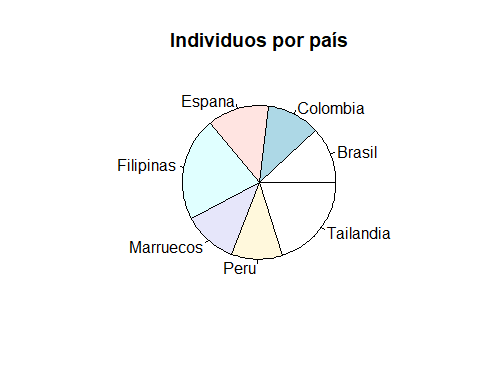 Individuos por país
Espana
Colombia
Filipinas
Brasil
Marruecos
Tailandia
Peru